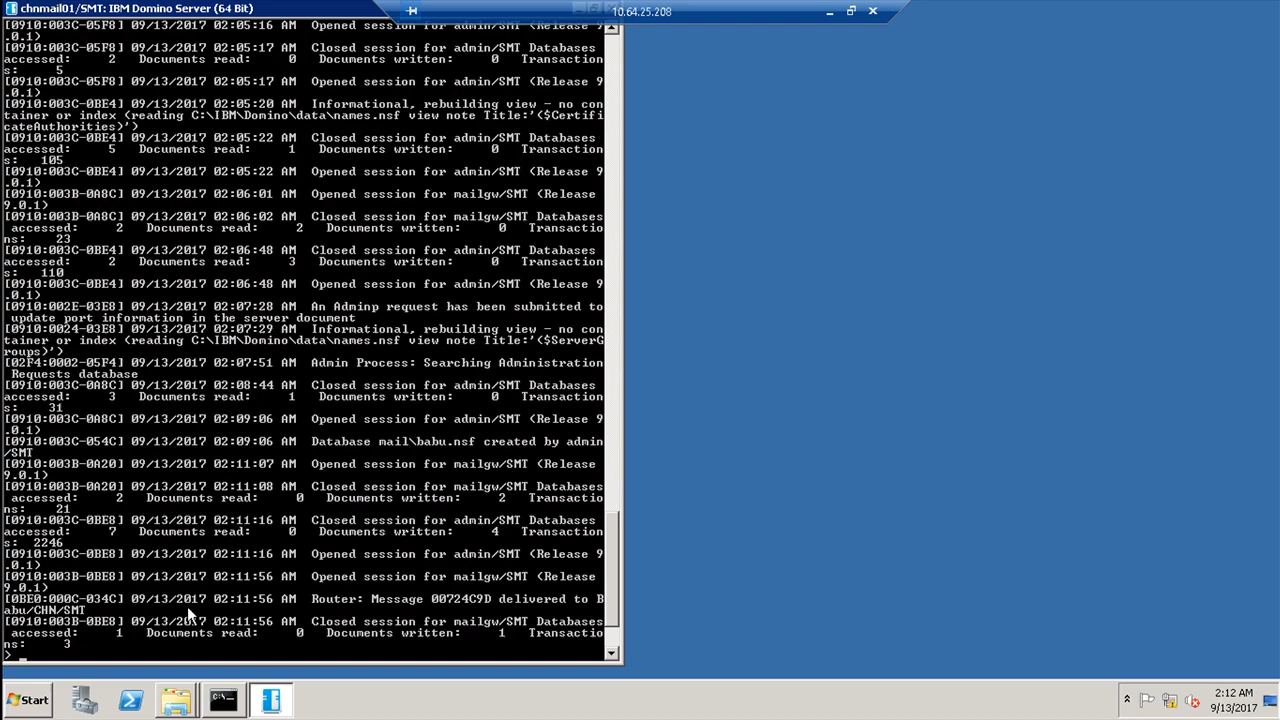 chnmail01/SMT: IBM Domino Server (64 Bit)
10.64.25.208
[0910:003C-05F8] 09/13/2017 02:05:16 AM  Opened session for admin/SMT (Release 9
.0.1)
[0910:003C-05F8] 09/13/2017 02:05:17 AM  Closed session for admin/SMT Databases
accessed:     2   Documents read:     0   Documents written:     0   Transaction
s:     5
[0910:003C-05F8] 09/13/2017 02:05:17 AM  Opened session for admin/SMT (Release 9
.0.1)
[0910:003C-0BE4] 09/13/2017 02:05:20 AM  Informational, rebuilding view - no con
tainer or index (reading C:\IBM\Domino\data\names.nsf view note Title:'($Certifi
cateAuthorities)')
[0910:003C-0BE4] 09/13/2017 02:05:22 AM  Closed session for admin/SMT Databases
accessed:     5   Documents read:     1   Documents written:     0   Transaction
s:   105
[0910:003C-0BE4] 09/13/2017 02:05:22 AM  Opened session for admin/SMT (Release 9
.0.1)
[0910:003B-0A8C] 09/13/2017 02:06:01 AM  Opened session for mailgw/SMT (Release
9.0.1)
[0910:003B-0A8C] 09/13/2017 02:06:02 AM  Closed session for mailgw/SMT Databases
 accessed:     2   Documents read:     2   Documents written:     0   Transactio
ns:    23
[0910:003C-0BE4] 09/13/2017 02:06:48 AM  Closed session for admin/SMT Databases
accessed:     2   Documents read:     3   Documents written:     0   Transaction
s:   110
[0910:003C-0BE4] 09/13/2017 02:06:48 AM  Opened session for admin/SMT (Release 9
.0.1)
[0910:002E-03E8] 09/13/2017 02:07:28 AM  An Adminp request has been submitted to
 update port information in the server document
[0910:0024-03E8] 09/13/2017 02:07:29 AM  Informational, rebuilding view - no con
tainer or index (reading C:\IBM\Domino\data\names.nsf view note Title:'($ServerG
roups)')
[02F4:0002-05F4] 09/13/2017 02:07:51 AM  Admin Process: Searching Administration
 Requests database
[0910:003C-0A8C] 09/13/2017 02:08:44 AM  Closed session for admin/SMT Databases
accessed:     3   Documents read:     1   Documents written:     0   Transaction
s:    31
[0910:003C-0A8C] 09/13/2017 02:09:06 AM  Opened session for admin/SMT (Release 9
.0.1)
[0910:003C-054C] 09/13/2017 02:09:06 AM  Database mail\babu.nsf created by admin
/SMT
[0910:003B-0A20] 09/13/2017 02:11:07 AM  Opened session for mailgw/SMT (Release
9.0.1)
[0910:003B-0A20] 09/13/2017 02:11:08 AM  Closed session for mailgw/SMT Databases
 accessed:     2   Documents read:     0   Documents written:     2   Transactio
ns:    21
[0910:003C-0BE8] 09/13/2017 02:11:16 AM  Closed session for admin/SMT Databases
accessed:     7   Documents read:     0   Documents written:     4   Transaction
s:  2246
[0910:003C-0BE8] 09/13/2017 02:11:16 AM  Opened session for admin/SMT (Release 9
.0.1)
[0910:003B-0BE8] 09/13/2017 02:11:56 AM  Opened session for mailgw/SMT (Release
9.0.1)
[0BE0:000C-034C] 09/13/2017 02:11:56 AM  Router: Message 00724C9D delivered to B
abu/CHN/SMT
[0910:003B-0BE8] 09/13/2017 02:11:56 AM  Closed session for mailgw/SMT Databases
 accessed:     1   Documents read:     0   Documents written:     1   Transactio
ns:     3
> _
Start
2:12 AM
9/13/2017